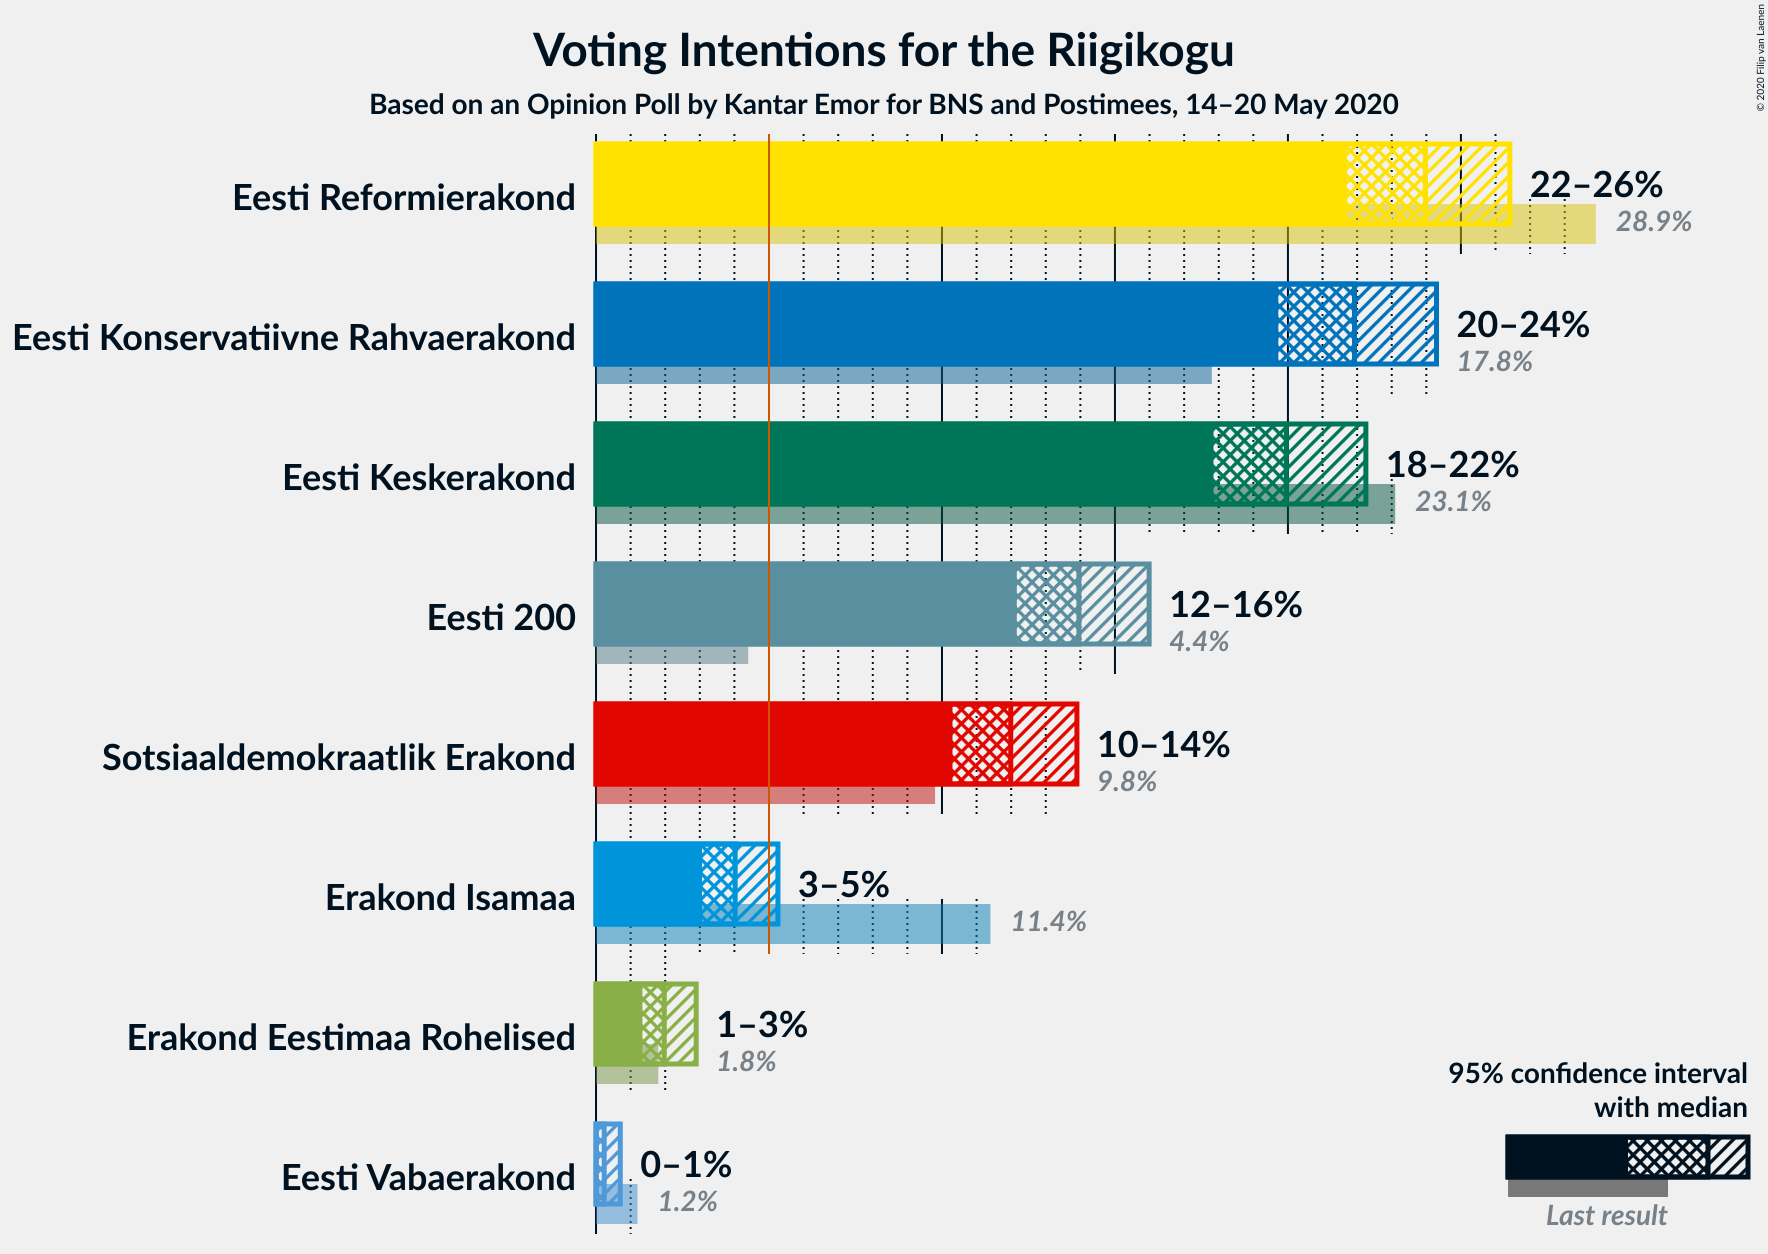 Voting Intentions for the Riigikogu
Based on an Opinion Poll by Kantar Emor for BNS and Postimees, 14–20 May 2020
© 2020 Filip van Laenen
Eesti Reformierakond
22–26%
28.9%
Eesti Konservatiivne Rahvaerakond
20–24%
17.8%
Eesti Keskerakond
18–22%
23.1%
Eesti 200
12–16%
4.4%
Sotsiaaldemokraatlik Erakond
10–14%
9.8%
Erakond Isamaa
3–5%
11.4%
Erakond Eestimaa Rohelised
1–3%
1.8%
Eesti Vabaerakond
0–1%
1.2%
95% confidence interval
with median
Last result